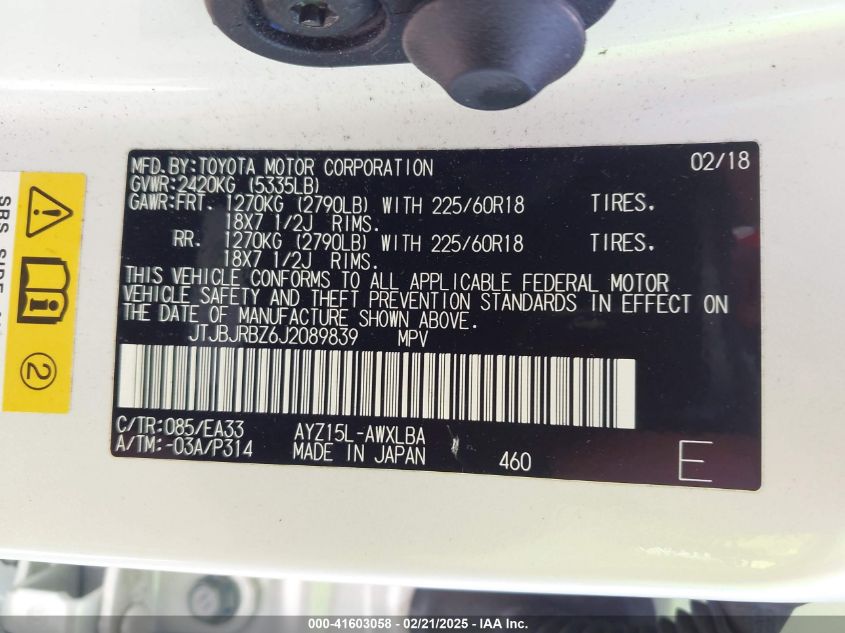 MFD.BY:TOYOTA MOTOR CORPORATION 02/18
GVWR:2420KG (5335LB)
GAWR:FRT. 1270KG (2790LB) WITH 225/60R18 TIRES.
18X7 1/2J RIMS.
RR. 1270KG (2790LB) WITH 225/60R18 TIRES.
18X7 1/2J RIMS.
THIS VEHICLE CONFORMS TO ALL APPLICABLE FEDERAL MOTOR
VEHICLE SAFETY AND THEFT PREVENTION STANDARDS IN EFFECT ON
THE DATE OF MANUFACTURE SHOWN ABOVE.
JTJBJRBZ6J2089839 MPV
C/TR:085/EA33 AYZ15L-AWXLBA
A/TM:-03A/P314 MADE IN JAPAN 460 E
SRS SIDE
2
000-41603058 - 02/21/2025 - IAA Inc.